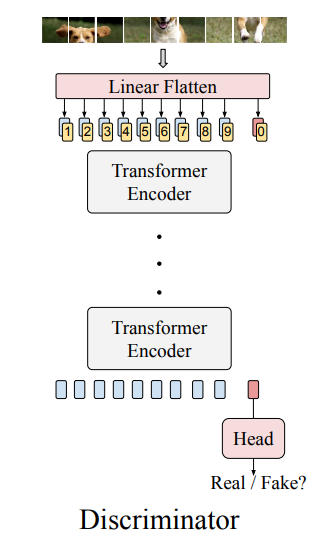 Linear Flatten
1 2 3 4 5 6 7 8 9 0
Transformer
Encoder
Transformer
Encoder
Head
Real / Fake?
Discriminator